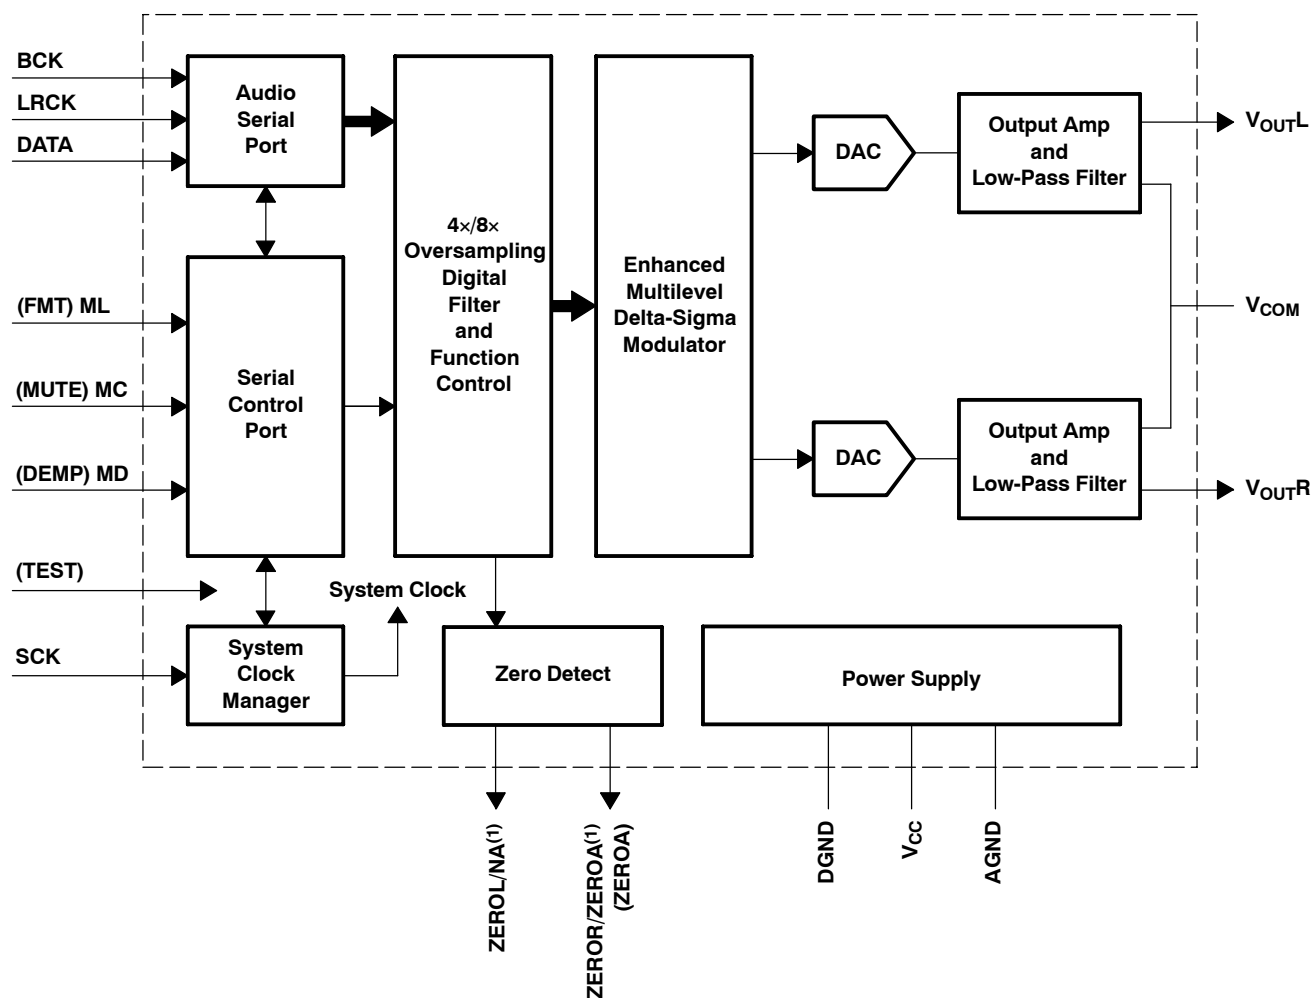 BCK
LRCK
DATA
Audio
Serial
Port
(FMT) ML
(MUTE) MC
(DEMP) MD
Serial
Control
Port
(TEST)
SCK
System
Clock
Manager
System Clock
4×/8×
Oversampling
Digital
Filter
and
Function
Control
Enhanced
Multilevel
Delta-Sigma
Modulator
DAC
Output Amp
and
Low-Pass Filter
VOUTL
VCOM
DAC
Output Amp
and
Low-Pass Filter
VOUTR
Zero Detect
Power Supply
ZEROL/NA(1)
ZEROR/ZEROA(1)
(ZEROA)
DGND
VCC
AGND